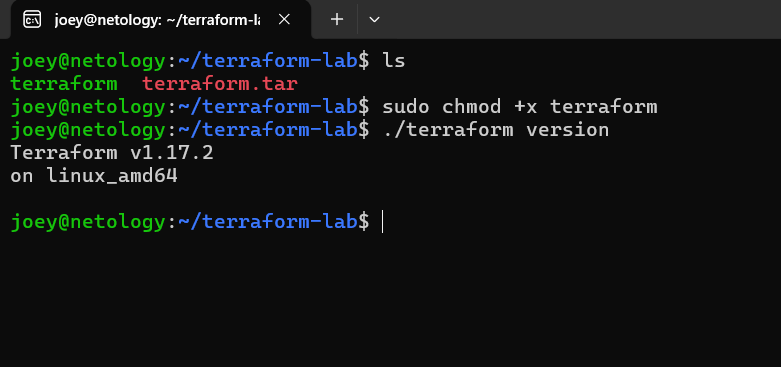 joey@netology: ~/terraform-la
joey@netology:~/terraform-lab$ ls
terraform  terraform.tar
joey@netology:~/terraform-lab$ sudo chmod +x terraform
joey@netology:~/terraform-lab$ ./terraform version
Terraform v1.17.2
on linux_amd64
joey@netology:~/terraform-lab$